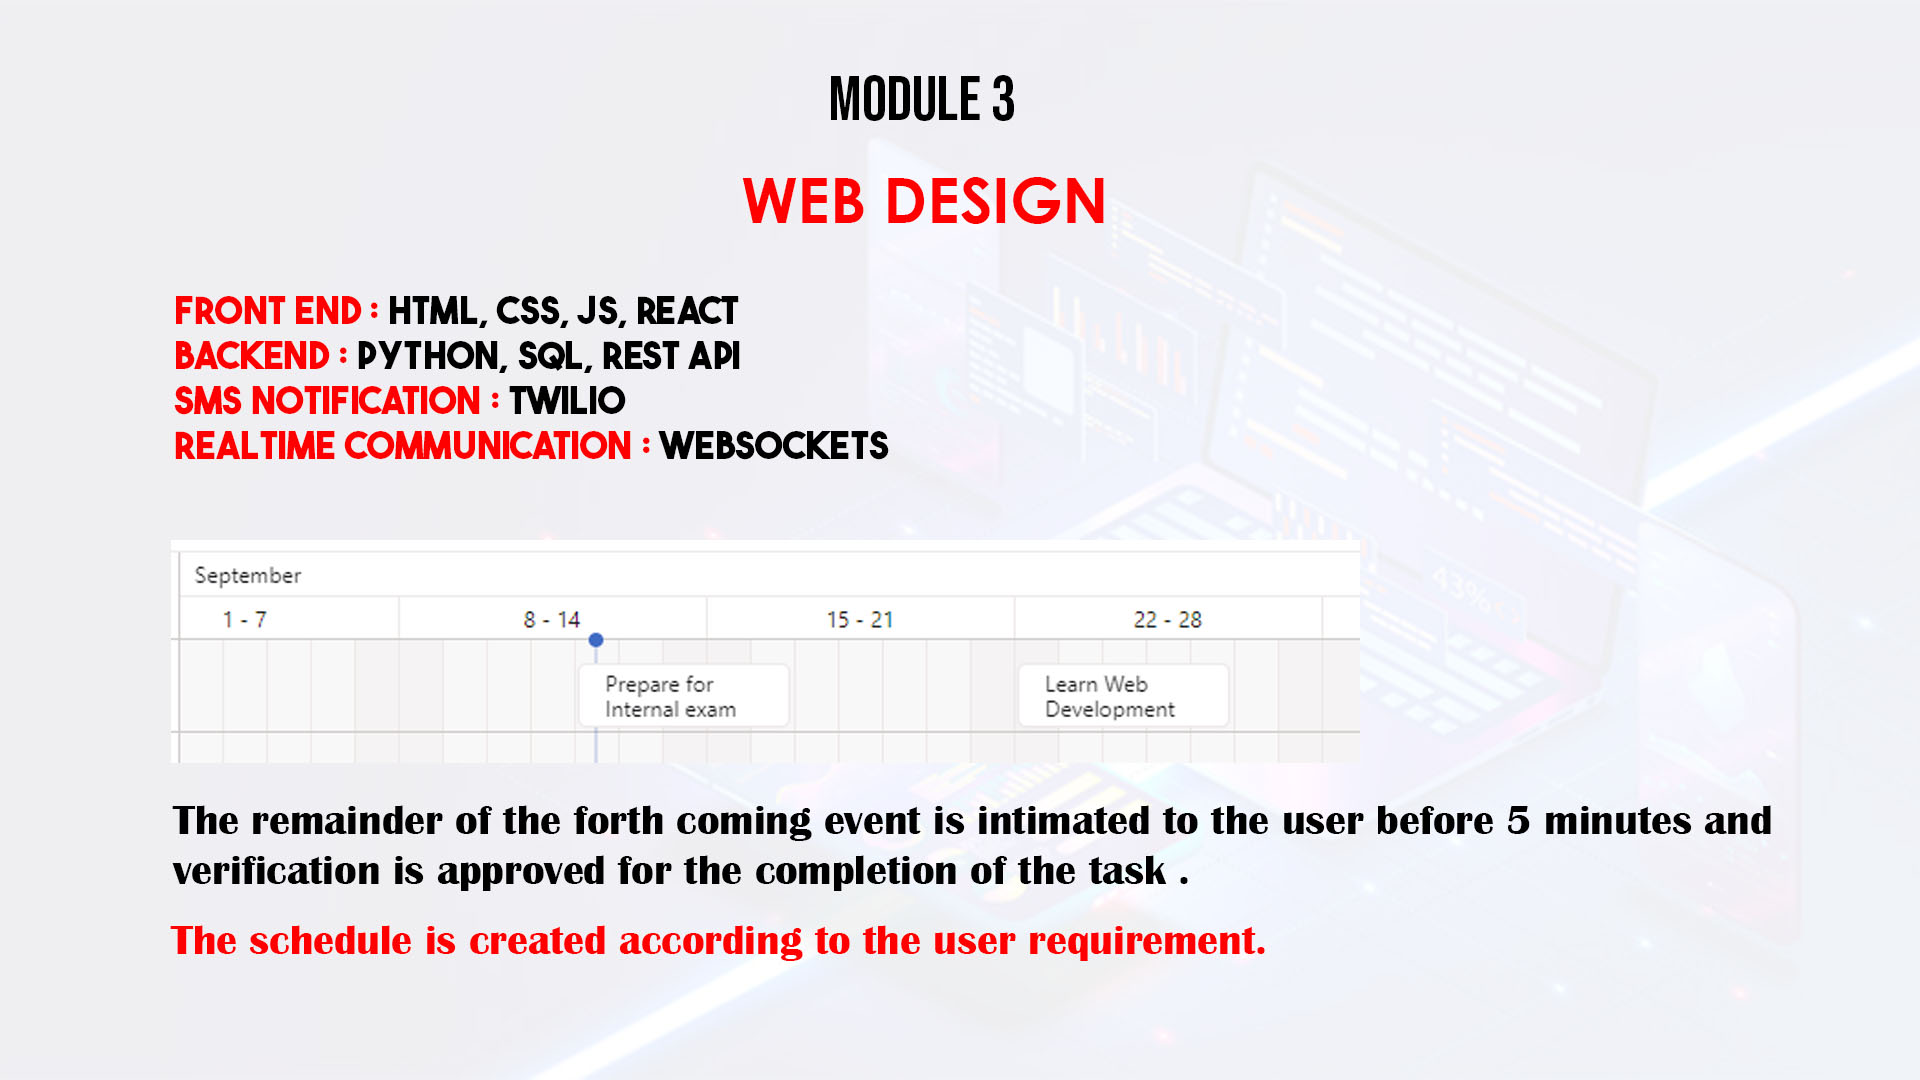 MODULE 3
WEB DESIGN
FRONT END : HTML, CSS, JS, REACT
BACKEND : PYTHON, SQL, REST API
SMS NOTIFICATION : TWILIO
REALTIME COMMUNICATION : WEBSOCKETS
September
1 - 7 8 - 14 15 - 21 22 - 28
Prepare for
Internal exam
Learn Web
Development
43%
The remainder of the forth coming event is intimated to the user before 5 minutes and
verification is approved for the completion of the task .
The schedule is created according to the user requirement.